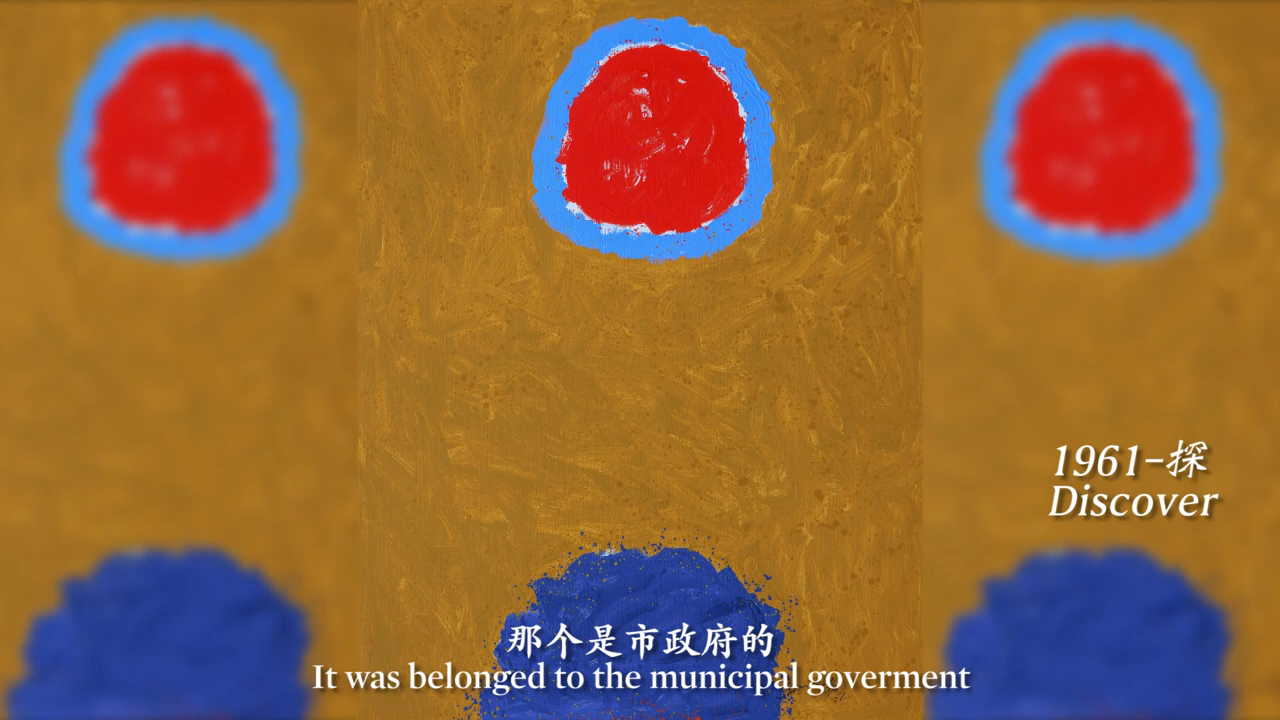 1961-探
Discover
那个是市政府的
It was belonged to the municipal goverment